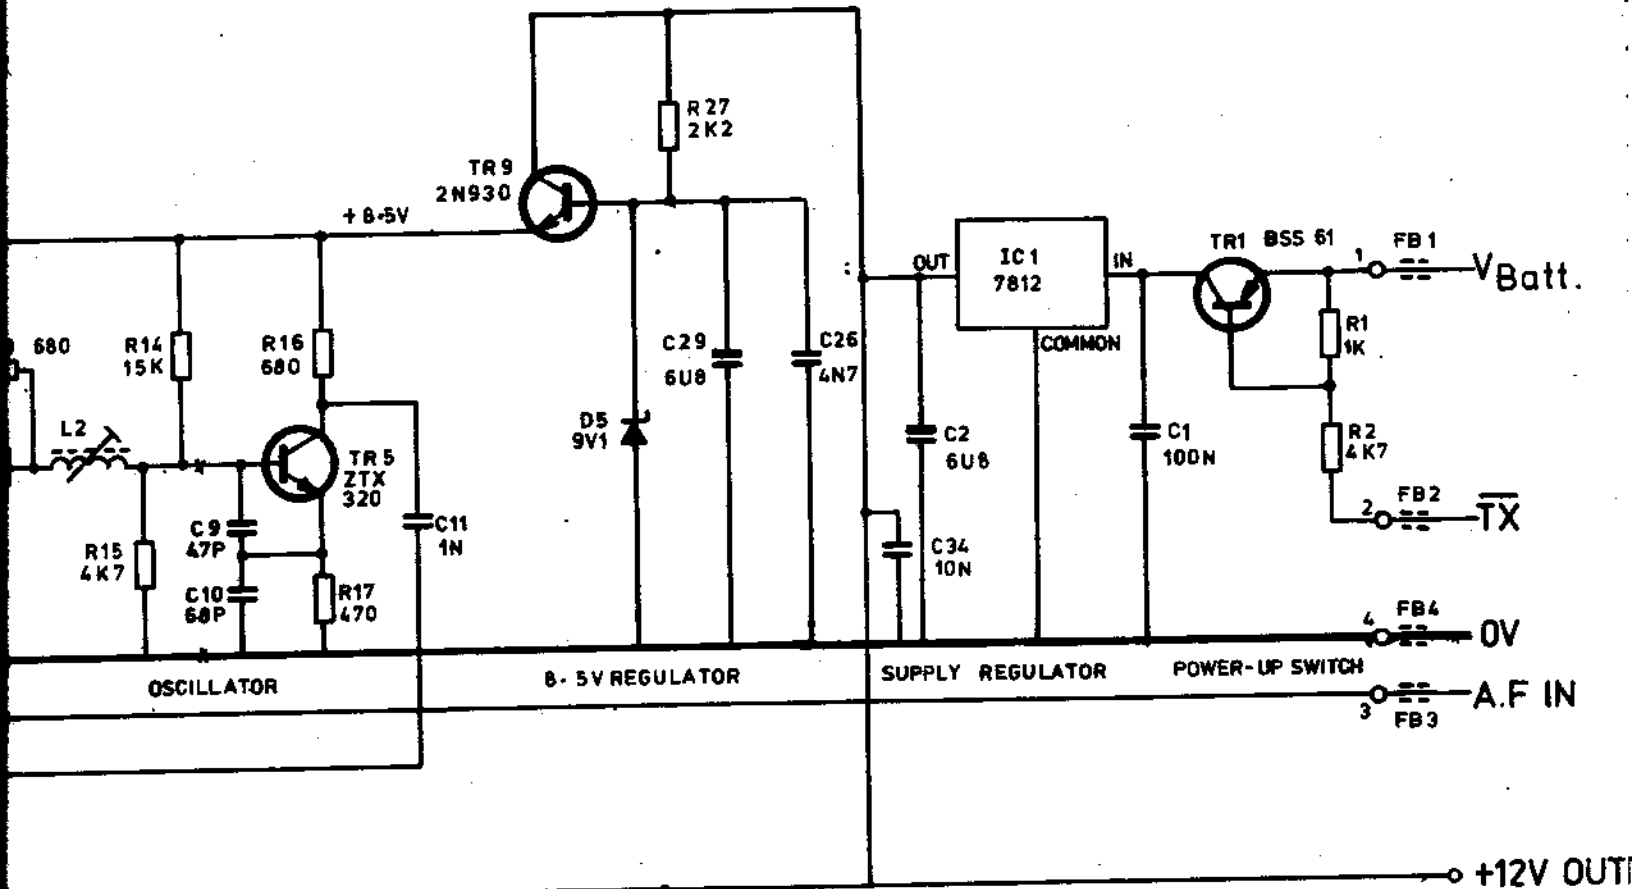 R27
2K2
TR9
2N930
+8.5V
TR1 BSS 61
1
FB1
VBatt.
OUT
IC1
7812
IN
COMMON
680
R14
15K
R16
680
C29
6U8
C26
4N7
R1
1K
L2
D5
9V1
TR5
ZTX
320
C2
6U8
C1
100N
R2
4K7
2
FB2
TX
C9
47P
C11
1N
R15
4K7
C10
68P
R17
470
C34
10N
4
FB4
0V
OSCILLATOR
8.5V REGULATOR
SUPPLY REGULATOR
POWER-UP SWITCH
3
FB3
A.F IN
+12V OUT